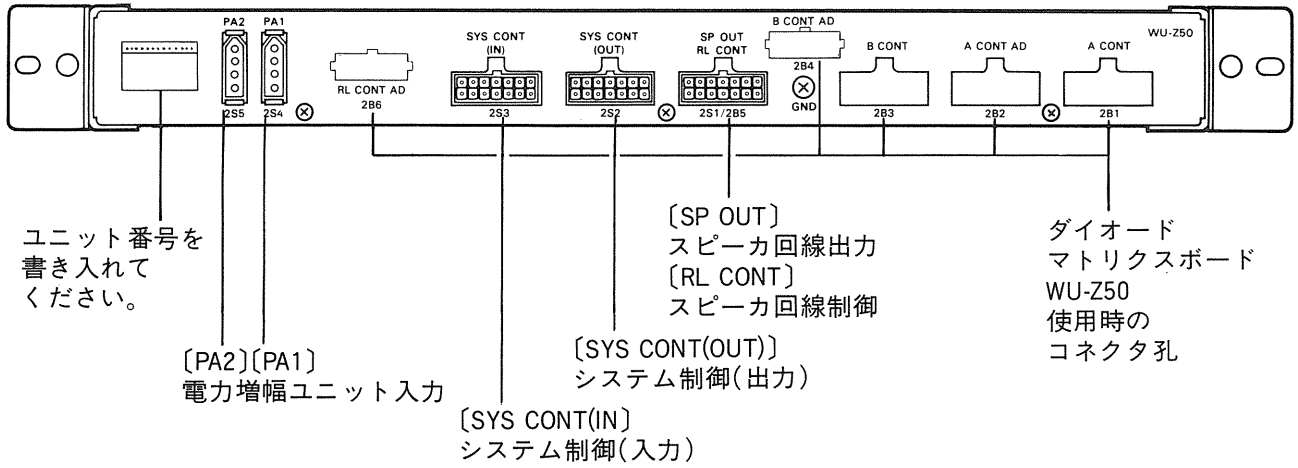 PA2 PA1
B CONT AD
SYS CONT
(IN)
SYS CONT
(OUT)
SP OUT
RL CONT
B CONT
A CONT AD
A CONT
WU-Z50
RL CONT AD
2B6
2B4
GND
2S5
2S4
2S3
2S2
2S1/2B5
2B3
2B2
2B1
ユニット番号を
書き入れて
ください。
〔PA2〕〔PA1〕
電力増幅ユニット入力
〔SYS CONT(IN〕
システム制御(入力)
〔SYS CONT(OUT)〕
システム制御(出力)
〔SP OUT〕
スピーカ回線出力
〔RL CONT〕
スピーカ回線制御
ダイオード
マトリクスボード
WU-Z50
使用時の
コネクタ孔